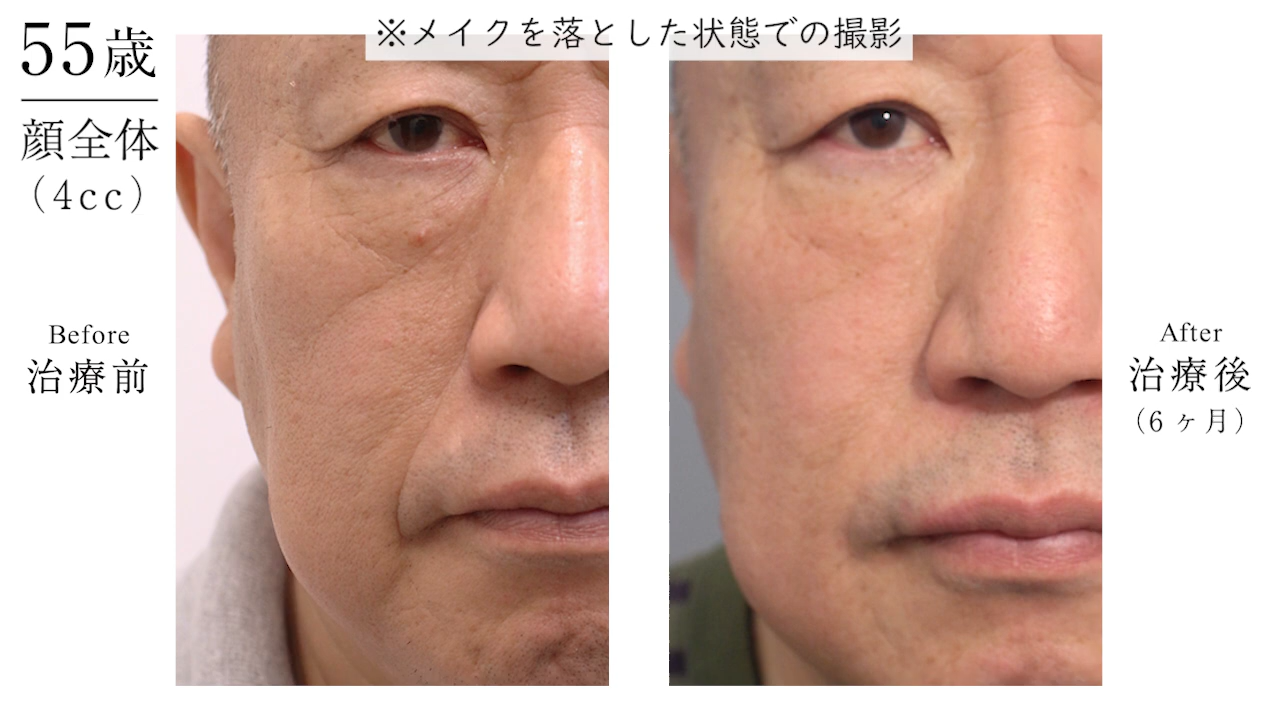 ※メイクを落とした状態での撮影
55歳
顔全体
（4cc）
Before
治療前
After
治療後
（6ヶ月）